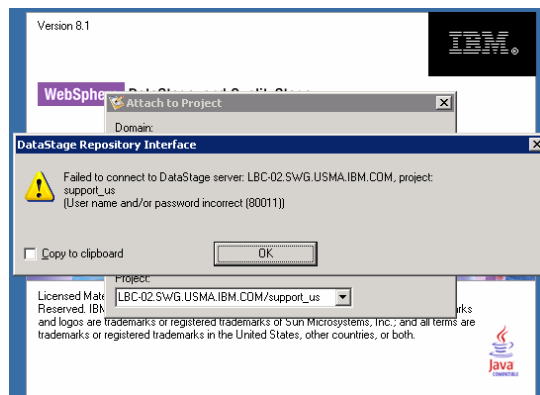 Version 8.1
IBM®
WebSphe
Attach to Project
Domain:
DataStage Repository Interface
Failed to connect to DataStage server: LBC-02.SWG.USMA.IBM.COM, project:
support_us
(User name and/or password incorrect (80011))
Copy to clipboard
OK
Project:
LBC-02.SWG.USMA.IBM.COM/support_us
Licensed Mate
Reserved. IBM rks
and logos are trademarks or registered trademarks of Sun Microsystems, Inc.; and all terms are
trademarks or registered trademarks in the United States, other countries, or both.
Java
COMPATIBLE